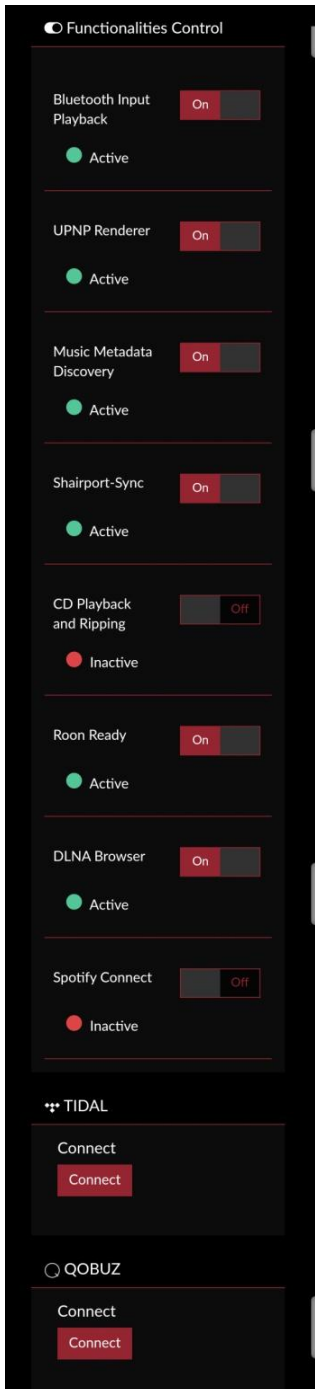 Functionalities Control
Bluetooth Input
Playback
On
Active
UPNP Renderer
On
Active
Music Metadata
Discovery
On
Active
Shairport-Sync
On
Active
CD Playback
and Ripping
Off
Inactive
Roon Ready
On
Active
DLNA Browser
On
Active
Spotify Connect
Off
Inactive
TIDAL
Connect
Connect
QOBUZ
Connect
Connect